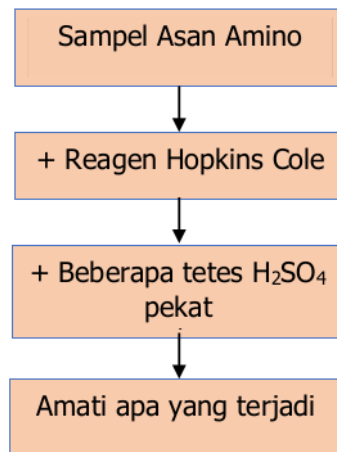 Sampel Asan Amino
+ Reagen Hopkins Cole
+ Beberapa tetes H₂SO₄
pekat
Amati apa yang terjadi